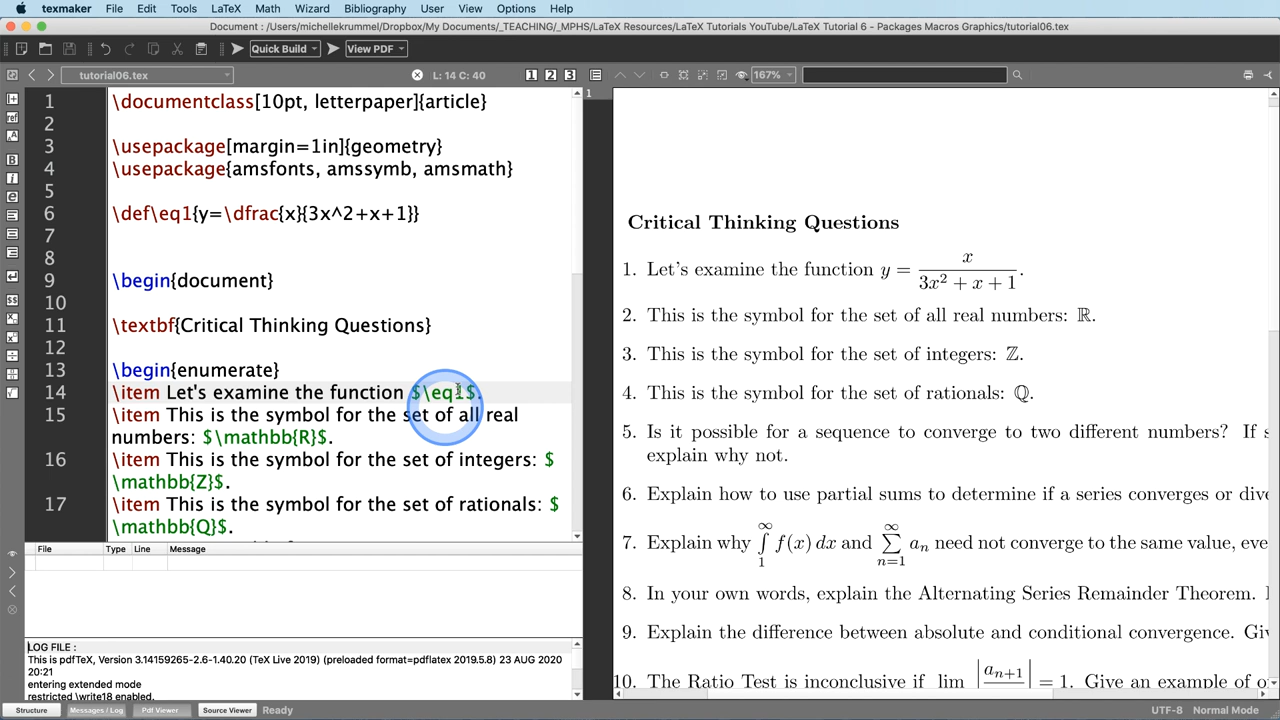 texmaker File Edit Tools LaTeX Math Wizard Bibliography User View Options Help
Document : /Users/michellekrummel/Dropbox/My Documents/_TEACHING/_MPHS/LaTeX Resources/LaTeX Tutorials YouTube/LaTeX Tutorial 6 - Packages Macros Graphics/tutorial06.tex
Quick Build View PDF
tutorial06.tex L: 14 C: 40 1 2 3 167%
1 \documentclass[10pt, letterpaper]{article}
2
3 \usepackage[margin=1in]{geometry}
4 \usepackage{amsfonts, amssymb, amsmath}
5
6 \def\eq1{y=\dfrac{x}{3x^2+x+1}}
7
8
9 \begin{document}
10
11 \textbf{Critical Thinking Questions}
12
13 \begin{enumerate}
14 \item Let's examine the function $\eq1$.
15 \item This is the symbol for the set of all real
numbers: $\mathbb{R}$.
16 \item This is the symbol for the set of integers: $
\mathbb{Z}$.
17 \item This is the symbol for the set of rationals: $
\mathbb{Q}$.
File Type Line Message
LOG FILE :
This is pdfTeX, Version 3.14159265-2.6-1.40.20 (TeX Live 2019) (preloaded format=pdflatex 2019.5.8) 23 AUG 2020
20:21
entering extended mode
restricted \write18 enabled.
Structure Messages / Log Pdf Viewer Source Viewer Ready
1
Critical Thinking Questions
1. Let's examine the function y = x / (3x² + x + 1).
2. This is the symbol for the set of all real numbers: ℝ.
3. This is the symbol for the set of integers: ℤ.
4. This is the symbol for the set of rationals: ℚ.
5. Is it possible for a sequence to converge to two different numbers? If s
explain why not.
6. Explain how to use partial sums to determine if a series converges or dive
7. Explain why ∫₁^∞ f(x) dx and ∑_{n=1}^∞ aₙ need not converge to the same value, eve
8. In your own words, explain the Alternating Series Remainder Theorem.
9. Explain the difference between absolute and conditional convergence. Giv
10. The Ratio Test is inconclusive if lim |aₙ₊₁| = 1. Give an example of
UTF-8 Normal Mode